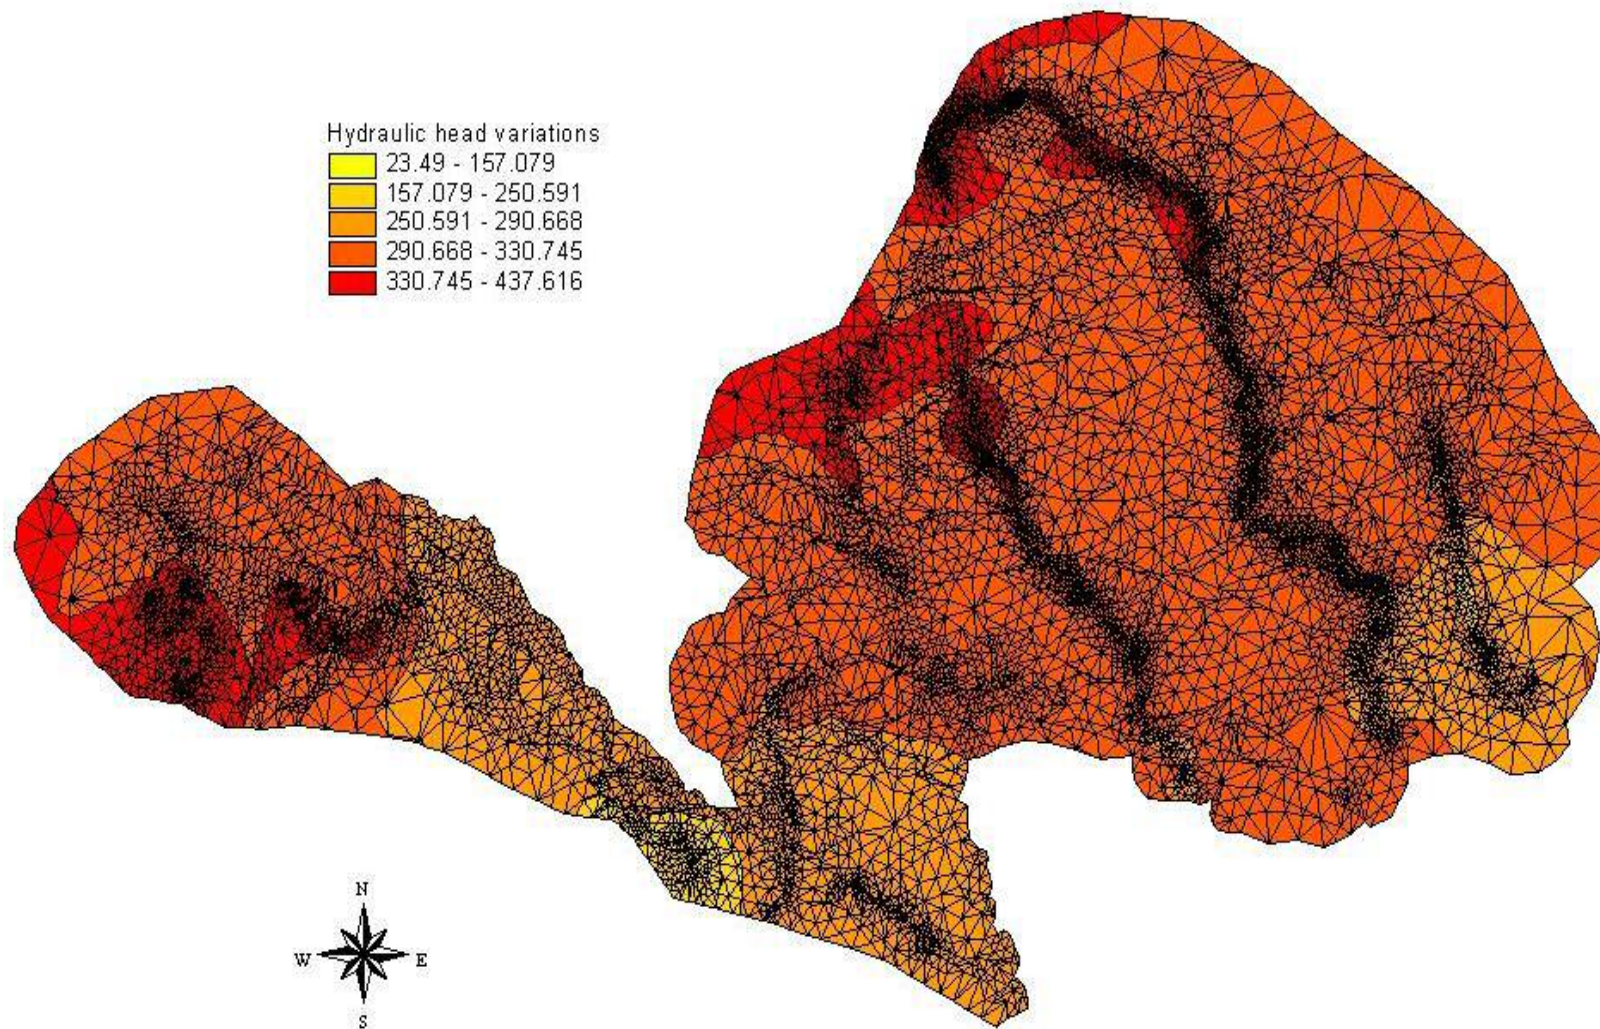 Hydraulic head variations
23.49 - 157.079
157.079 - 250.591
250.591 - 290.668
290.668 - 330.745
330.745 - 437.616
N
W E
S